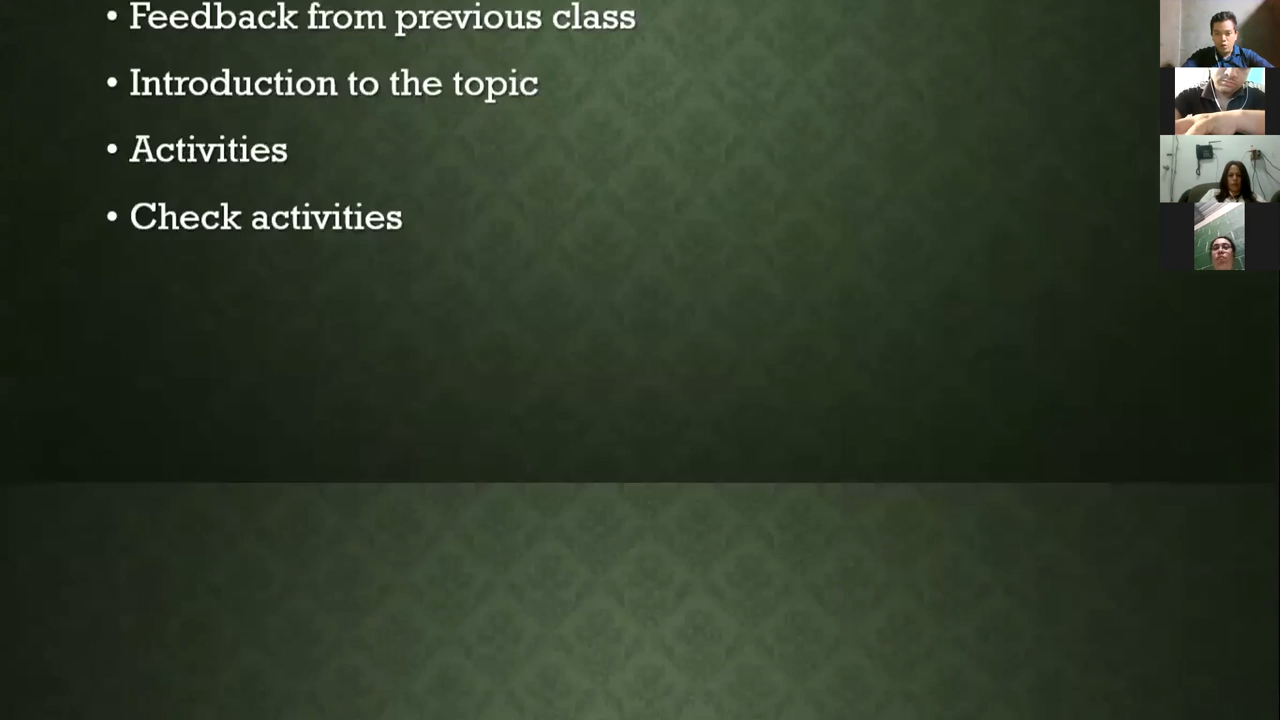 • Feedback from previous class
• Introduction to the topic
• Activities
• Check activities